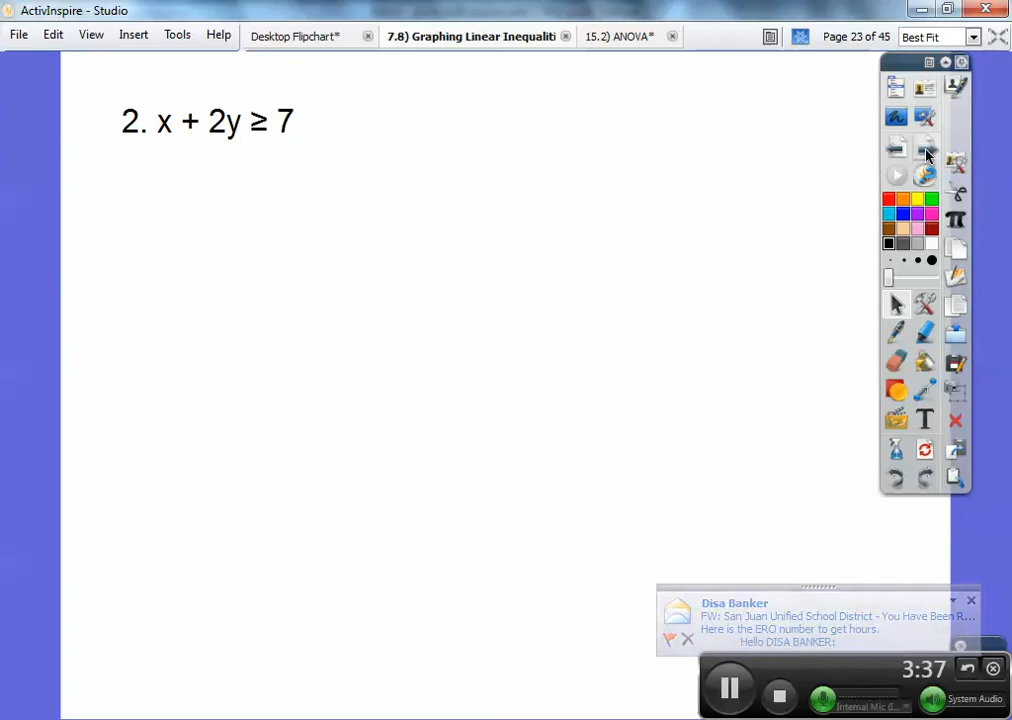 ActivInspire - Studio
File Edit View Insert Tools Help
Desktop Flipchart*
7.8) Graphing Linear Inequaliti
15.2) ANOVA*
Page 23 of 45
Best Fit
2. x + 2y ≥ 7
T
Disa Banker
FW: San Juan Unified School District - You Have Been R...
Here is the ERO number to get hours.
Hello DISA BANKER:
3:37
Internal Mic (I...
System Audio